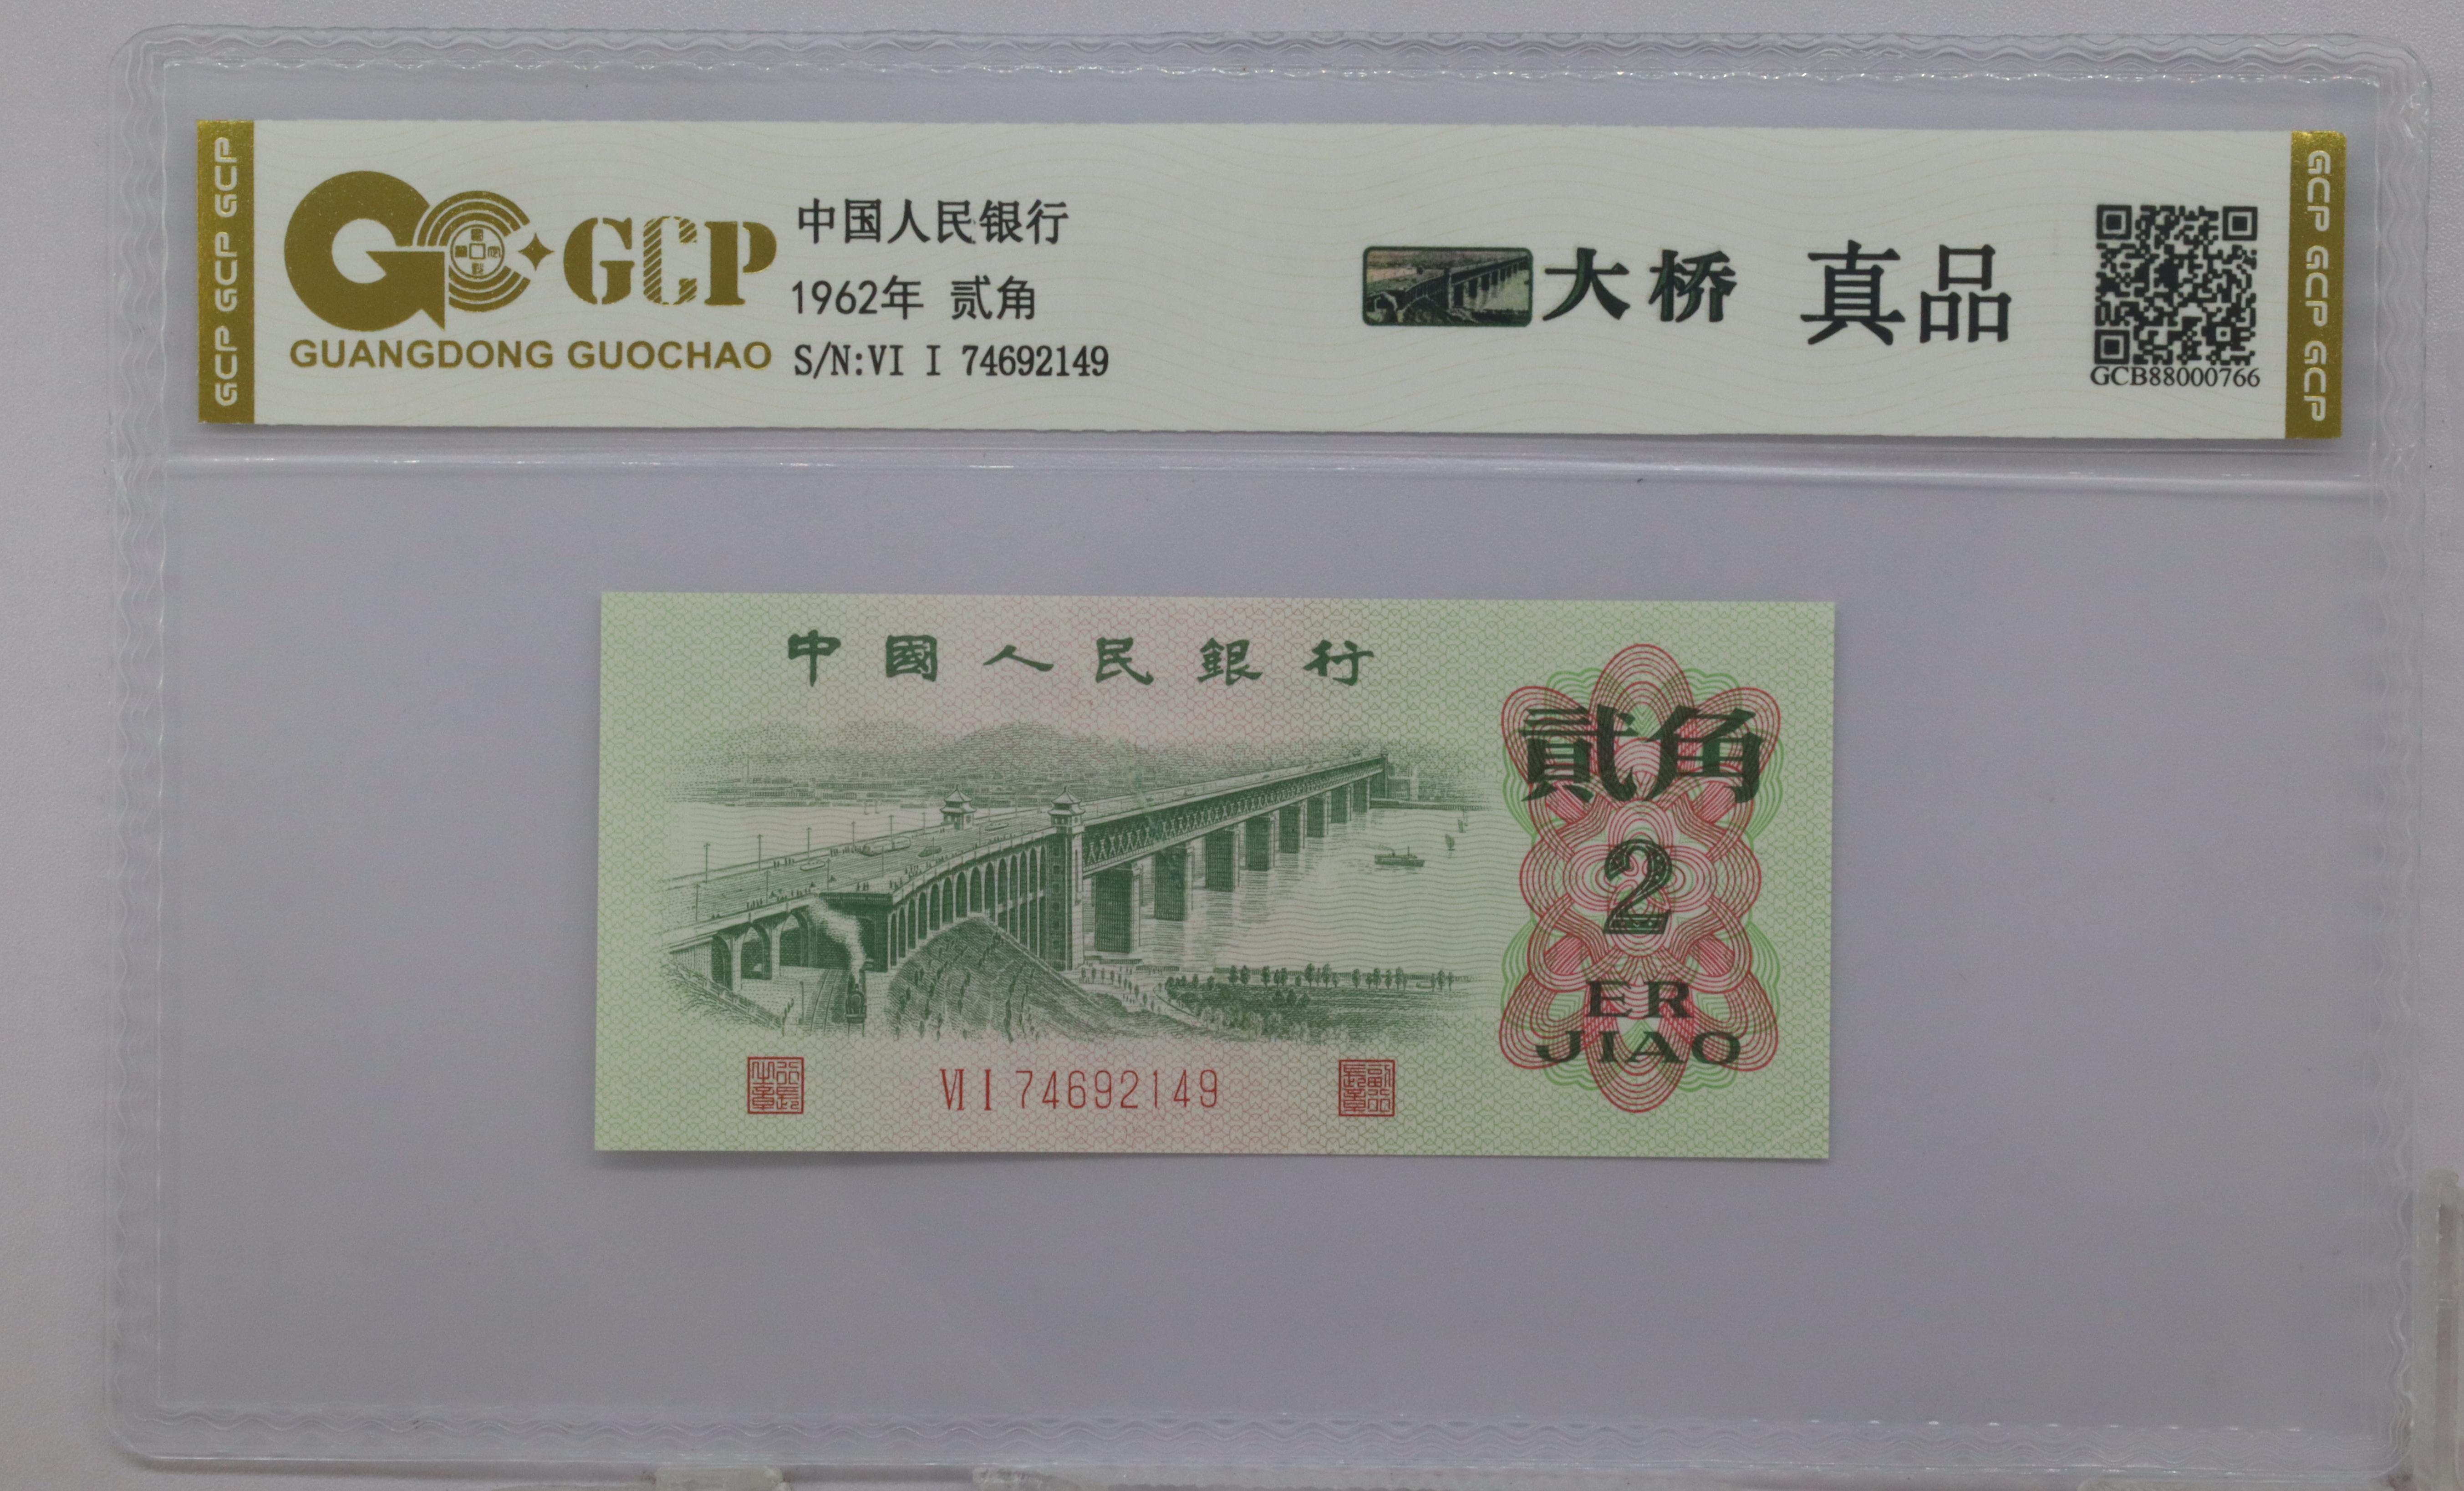 GCP GCP GCP
GCP
GUANGDONG GUOCHAO
中国人民银行
1962年 贰角
S/N:VI I 74692149
大桥 真品
GCB88000766
GCP GCP GCP
中國人民銀行
貳角
2
ER
JIAO
VI I 74692149